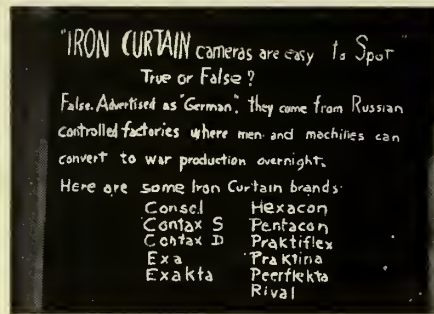 "IRON CURTAIN cameras are easy to Spot"
True or False?
False. Advertised as "German", they come from Russian
controlled factories where men and machines can
convert to war production overnight.
Here are some Iron Curtain brands.
Consol Hexacon
Contax S Pentacon
Contax D Praktiflex
Exa Praktina
Exakta Peerflekta
Rival